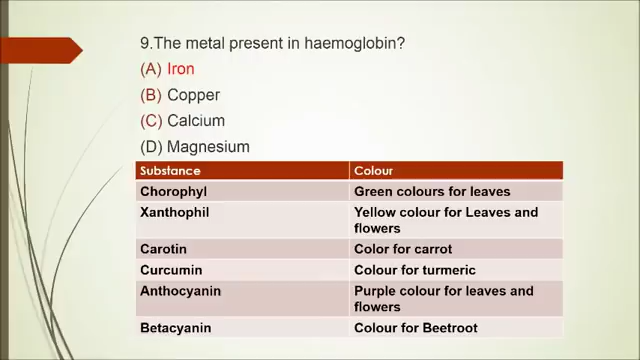 9.The metal present in haemoglobin?
(A) Iron
(B) Copper
(C) Calcium
(D) Magnesium
Substance Colour
Chorophyl Green colours for leaves
Xanthophil Yellow colour for Leaves and
flowers
Carotin Color for carrot
Curcumin Colour for turmeric
Anthocyanin Purple colour for leaves and
flowers
Betacyanin Colour for Beetroot